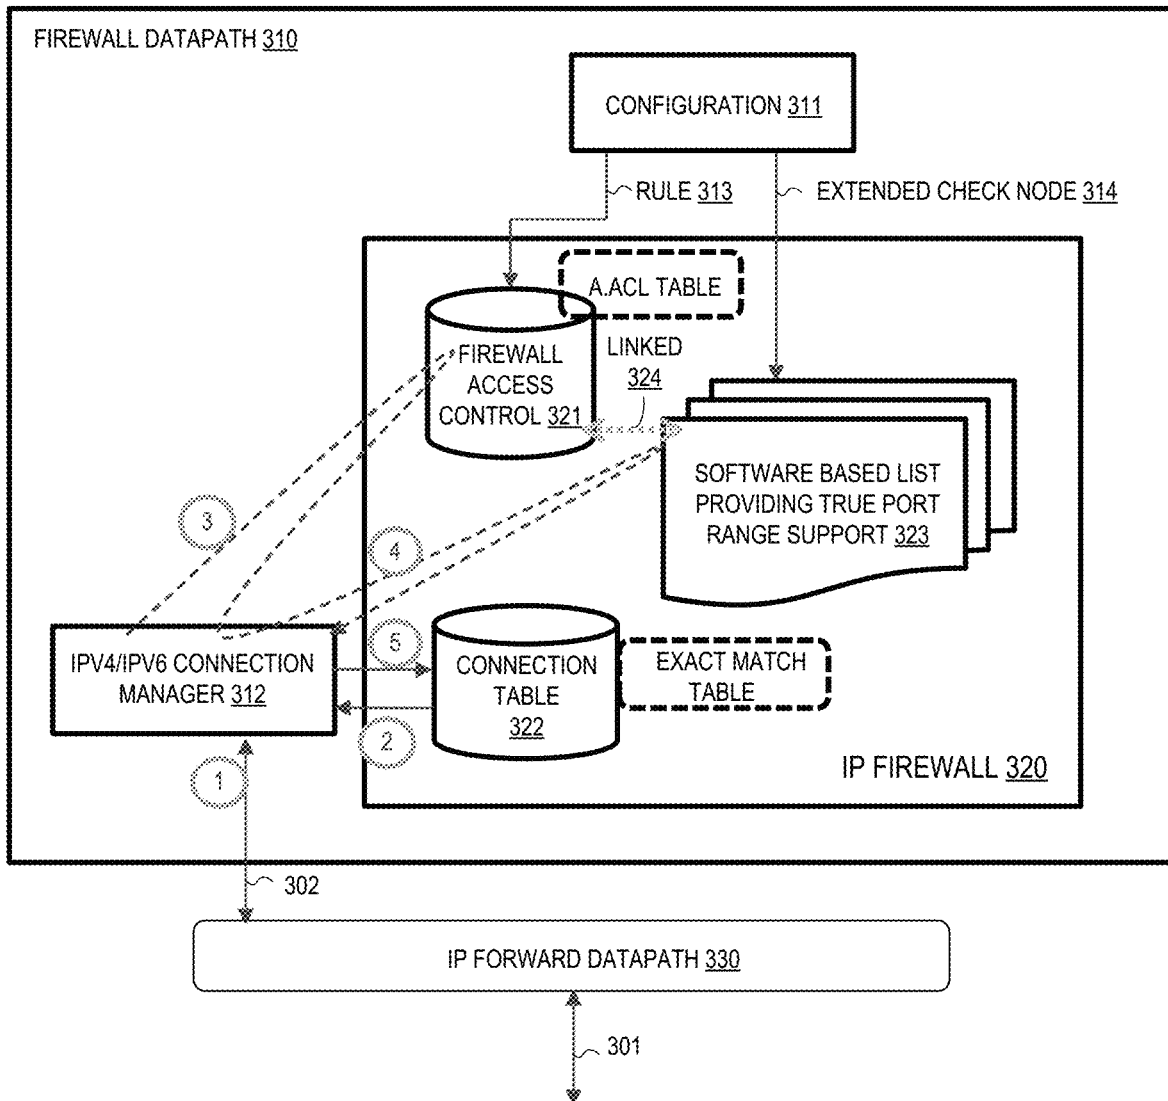 FIREWALL DATAPATH 310
CONFIGURATION 311
RULE 313
EXTENDED CHECK NODE 314
A.ACL TABLE
LINKED
324
FIREWALL
ACCESS
CONTROL 321
SOFTWARE BASED LIST
PROVIDING TRUE PORT
RANGE SUPPORT 323
3
4
IPV4/IPV6 CONNECTION
MANAGER 312
5
CONNECTION
TABLE
322
EXACT MATCH
TABLE
2
1
IP FIREWALL 320
302
IP FORWARD DATAPATH 330
301